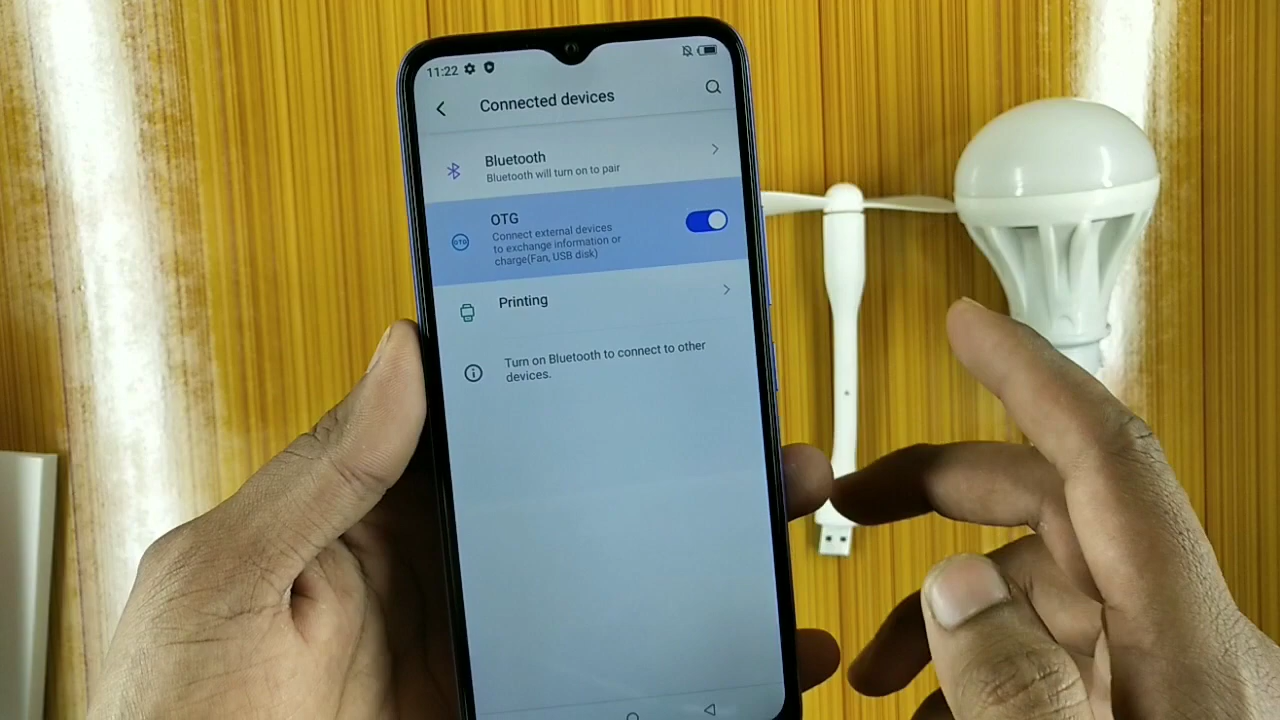 11:22
Connected devices
Bluetooth
Bluetooth will turn on to pair
OTG
OTG
Connect external devices
to exchange information or
charge(Fan, USB disk)
Printing
Turn on Bluetooth to connect to other
devices.